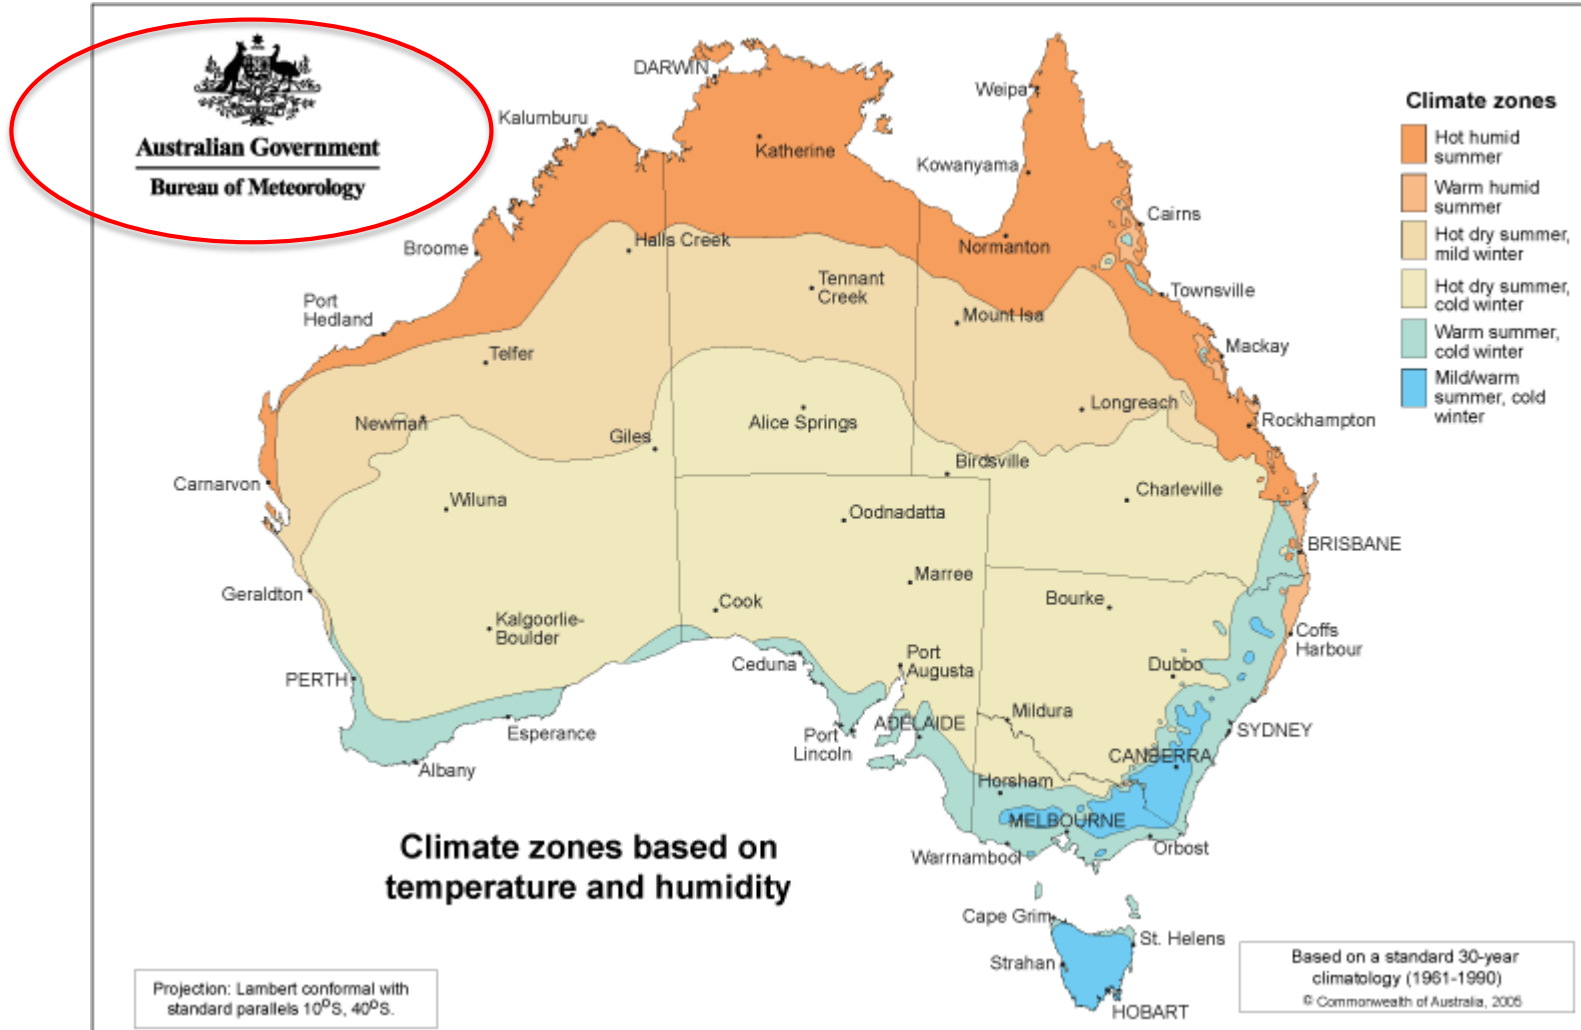 Australian Government
Bureau of Meteorology
DARWIN
Weipa
Kalumburu
Katherine
Kowanyama
Cairns
Broome
Halls Creek
Normanton
Port
Hedland
Tennant
Creek
Townsville
Mount Isa
Telfer
Mackay
Newman
Longreach
Rockhampton
Giles
Alice Springs
Birdsville
Carnarvon
Wiluna
Charleville
Oodnadatta
BRISBANE
Geraldton
Marree
Bourke
Cook
Kalgoorlie-
Boulder
Coffs
Harbour
Ceduna
Port
Augusta
Dubbo
PERTH
Esperance
Port
Lincoln
ADELAIDE
Mildura
SYDNEY
CANBERRA
Albany
Horsham
MELBOURNE
Warrnambool
Orbost
Cape Grim
St. Helens
Strahan
HOBART
Climate zones
Hot humid
summer
Warm humid
summer
Hot dry summer,
mild winter
Hot dry summer,
cold winter
Warm summer,
cold winter
Mild/warm
summer, cold
winter
Climate zones based on
temperature and humidity
Projection: Lambert conformal with
standard parallels 10ºS, 40ºS.
Based on a standard 30-year
climatology (1961-1990)
© Commonwealth of Australia, 2005